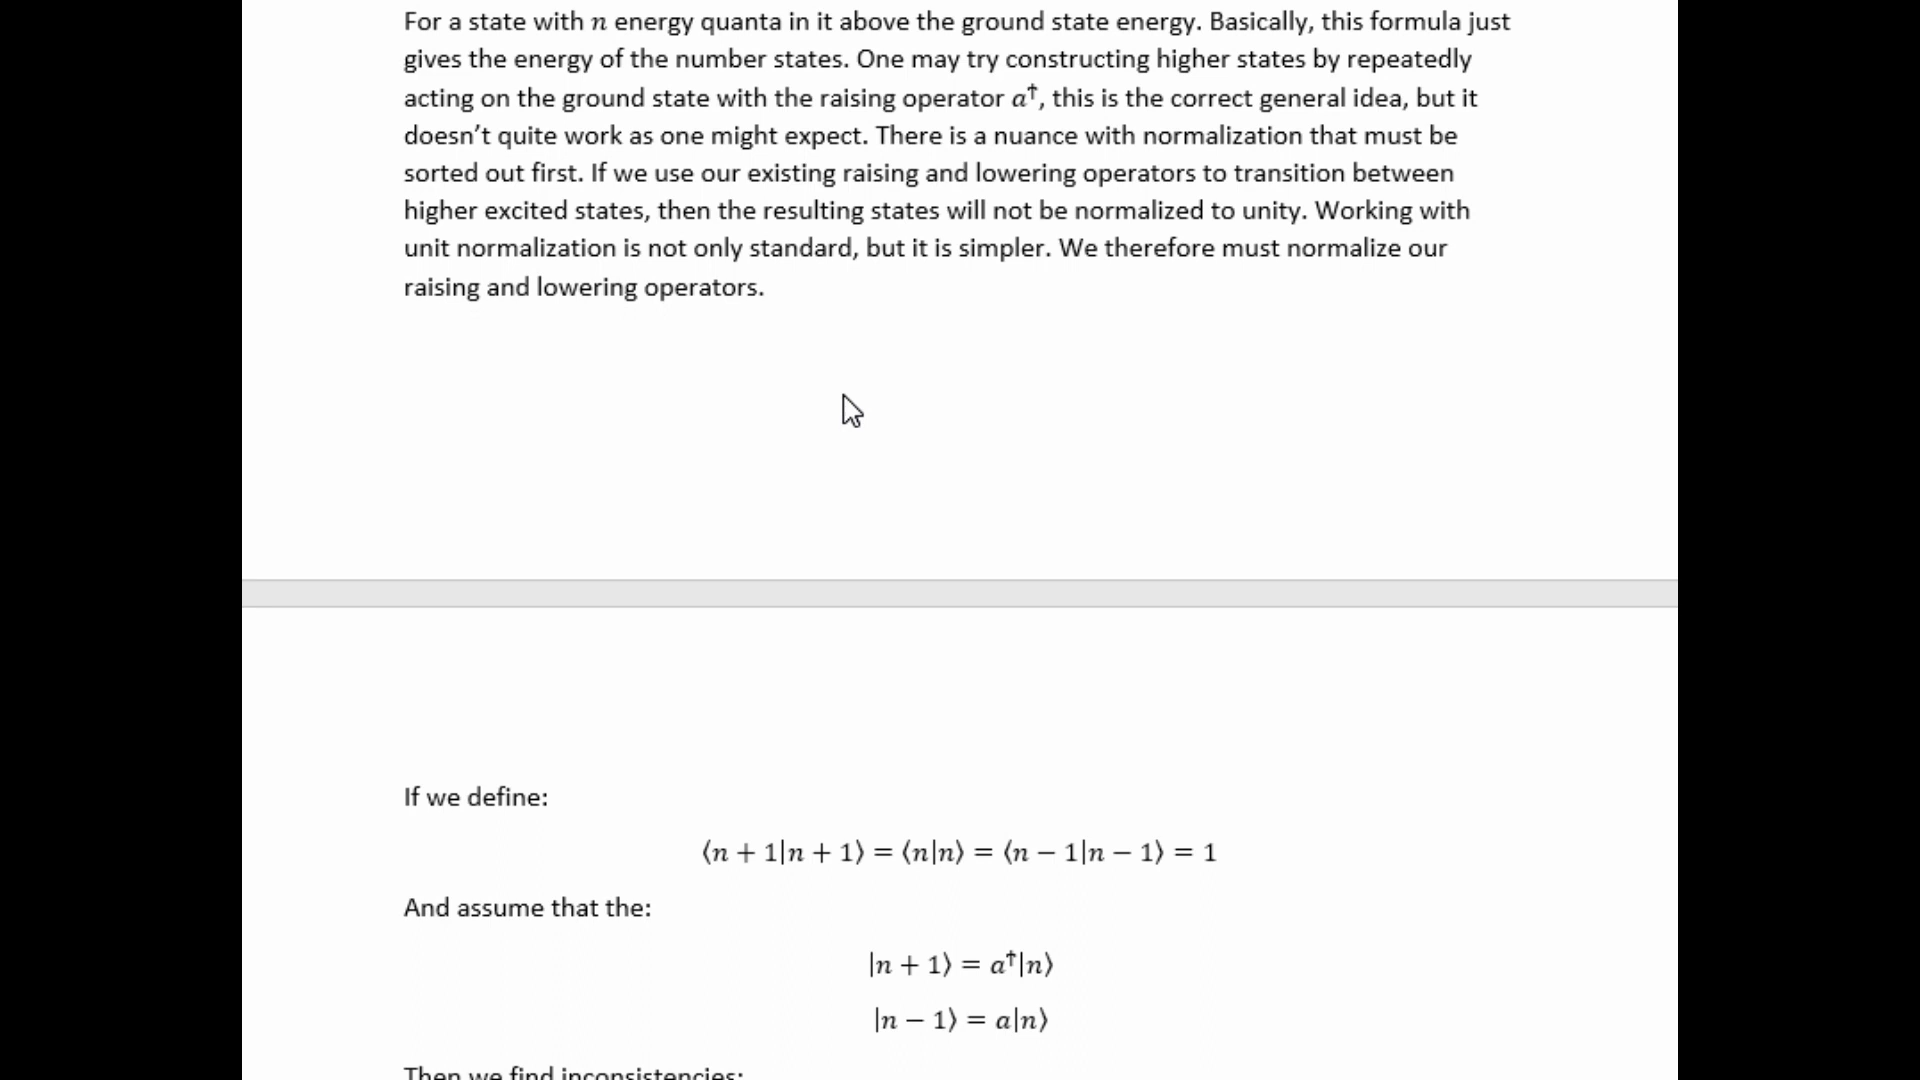 For a state with n energy quanta in it above the ground state energy. Basically, this formula just
gives the energy of the number states. One may try constructing higher states by repeatedly
acting on the ground state with the raising operator a†, this is the correct general idea, but it
doesn’t quite work as one might expect. There is a nuance with normalization that must be
sorted out first. If we use our existing raising and lowering operators to transition between
higher excited states, then the resulting states will not be normalized to unity. Working with
unit normalization is not only standard, but it is simpler. We therefore must normalize our
raising and lowering operators.
If we define:
⟨n + 1|n + 1⟩ = ⟨n|n⟩ = ⟨n − 1|n − 1⟩ = 1
And assume that the:
|n + 1⟩ = a†|n⟩
|n − 1⟩ = a|n⟩
Then we find inconsistencies: